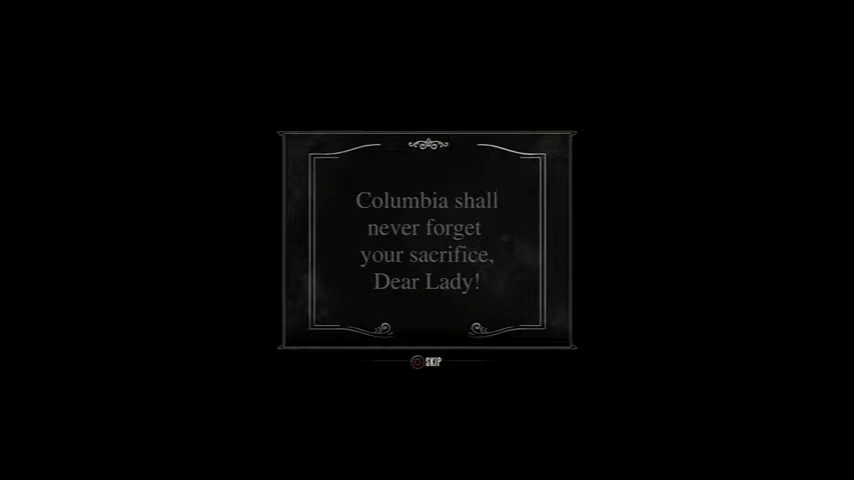 Columbia shall
never forget
your sacrifice,
Dear Lady!
SKIP